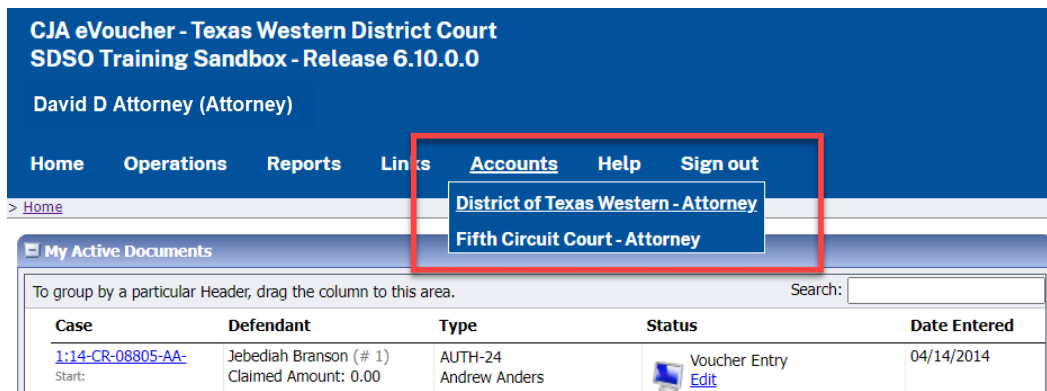 CJA eVoucher - Texas Western District Court
SDSO Training Sandbox - Release 6.10.0.0
David D Attorney (Attorney)
Home Operations Reports Links Accounts Help Sign out
> Home
District of Texas Western - Attorney
Fifth Circuit Court - Attorney
My Active Documents
To group by a particular Header, drag the column to this area. Search:
Case Defendant Type Status Date Entered
1:14-CR-08805-AA- Jebediah Branson (# 1) AUTH-24 Voucher Entry 04/14/2014
Start: Claimed Amount: 0.00 Andrew Anders Edit